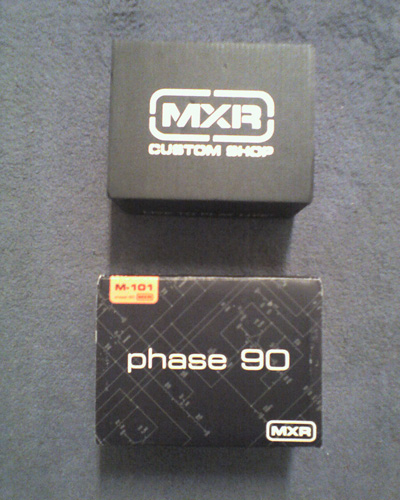 MXR
CUSTOM SHOP
M-101
phase 90
MXR